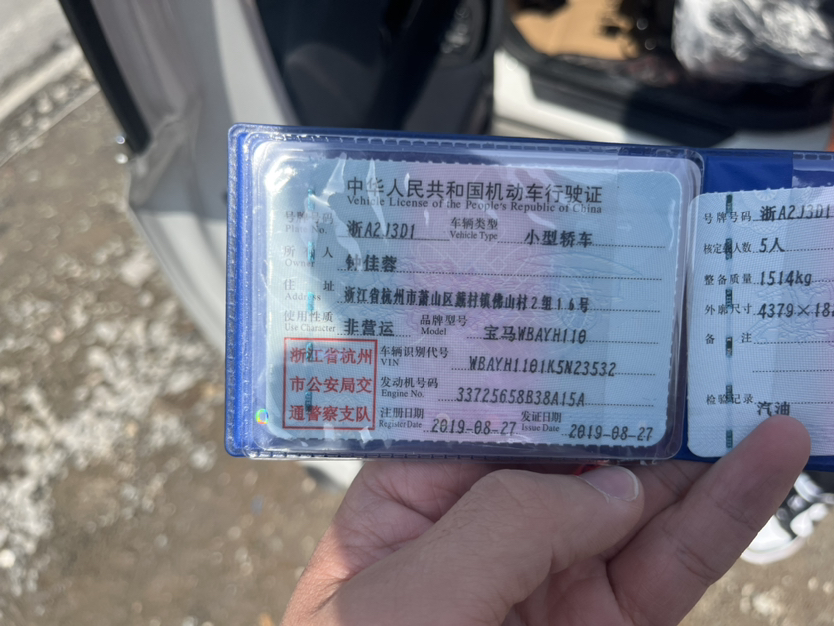 中华人民共和国机动车行驶证
Vehicle License of the People's Republic of China
号牌号码 浙A2J3D1 车辆类型 小型轿车
Plate No. Vehicle Type
所有人 钟佳蓉
Owner
住址 浙江省杭州市萧山区戴村镇佛山村2组16号
Address
使用性质 非营运 品牌型号 宝马WBAYH110
Use Character Model
浙江省杭州
市公安局交
通警察支队
车辆识别代号 WBAYH1101K5N23532
VIN
发动机号码 33725658B38A15A
Engine No.
注册日期 2019-08-27 发证日期 2019-08-27
Register Date Issue Date
号牌号码 浙A2J3D1
核定载人数 5人
整备质量 1514kg
外廓尺寸 4379×18
备注
检验记录
汽油